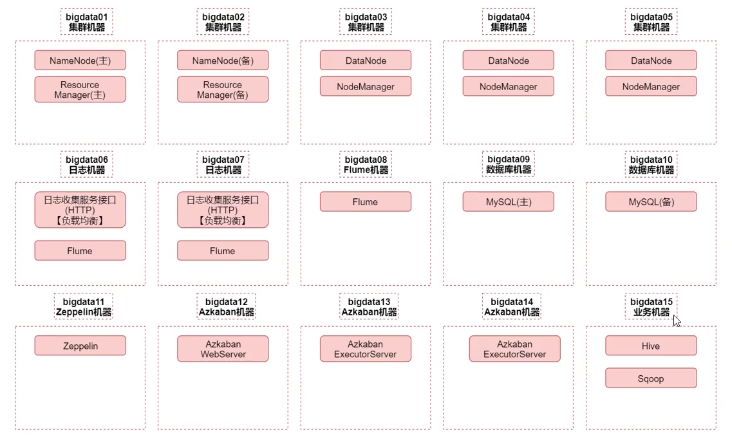 bigdata01
集群机器
NameNode(主)
Resource
Manager(主)
bigdata02
集群机器
NameNode(备)
Resource
Manager(备)
bigdata03
集群机器
DataNode
NodeManager
bigdata04
集群机器
DataNode
NodeManager
bigdata05
集群机器
DataNode
NodeManager
bigdata06
日志机器
日志收集服务接口
(HTTP)
【负载均衡】
Flume
bigdata07
日志机器
日志收集服务接口
(HTTP)
【负载均衡】
Flume
bigdata08
Flume机器
Flume
bigdata09
数据库机器
MySQL(主)
bigdata10
数据库机器
MySQL(备)
bigdata11
Zeppelin机器
Zeppelin
bigdata12
Azkaban机器
Azkaban
WebServer
bigdata13
Azkaban机器
Azkaban
ExecutorServer
bigdata14
Azkaban机器
Azkaban
ExecutorServer
bigdata15
业务机器
Hive
Sqoop